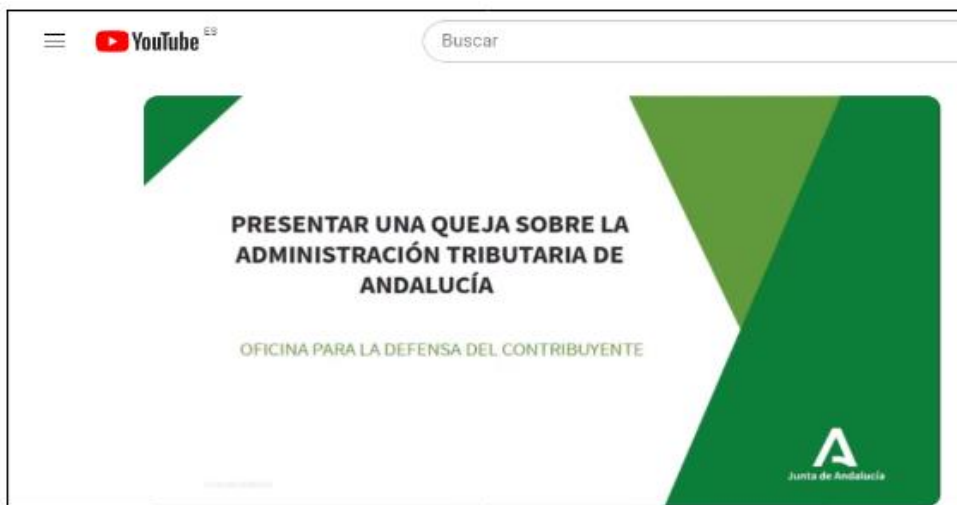 YouTube ES
Buscar
PRESENTAR UNA QUEJA SOBRE LA
ADMINISTRACIÓN TRIBUTARIA DE
ANDALUCÍA
OFICINA PARA LA DEFENSA DEL CONTRIBUYENTE
Junta de Andalucía